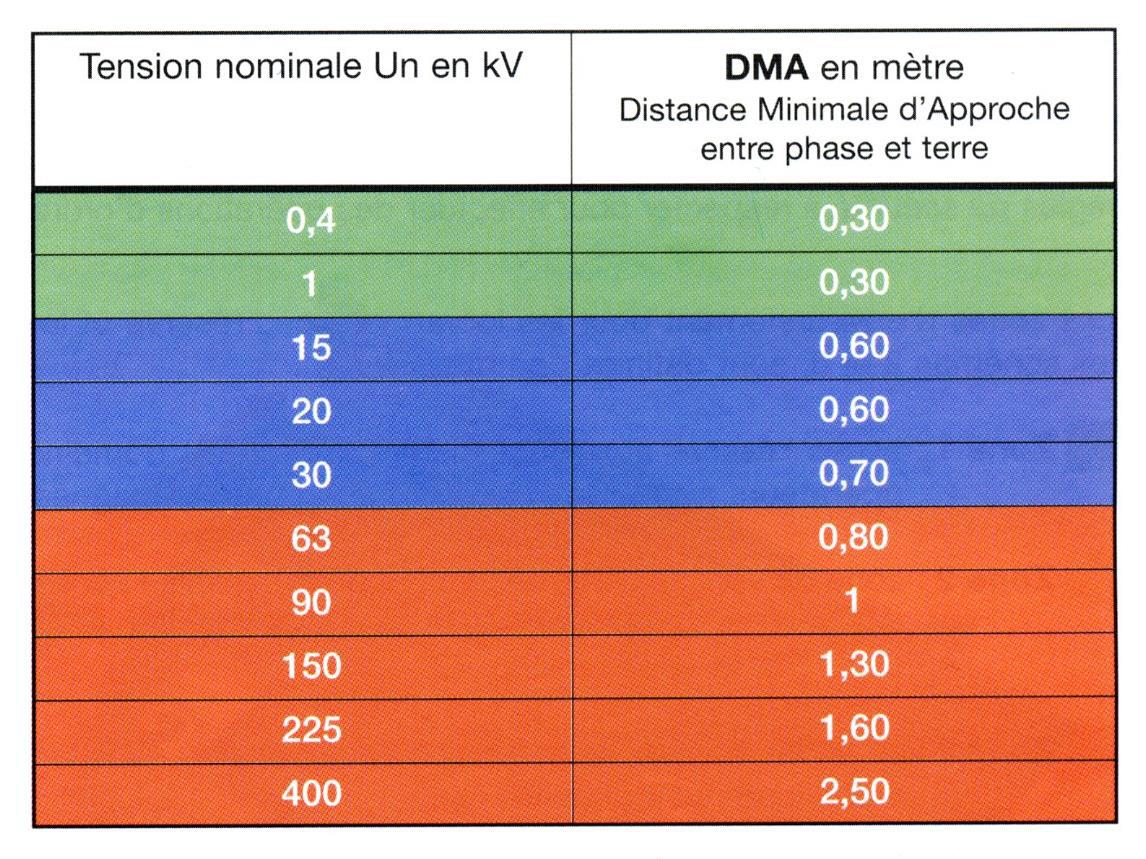 Tension nominale Un en kV
DMA en mètre
Distance Minimale d'Approche
entre phase et terre
0,4 0,30
1 0,30
15 0,60
20 0,60
30 0,70
63 0,80
90 1
150 1,30
225 1,60
400 2,50